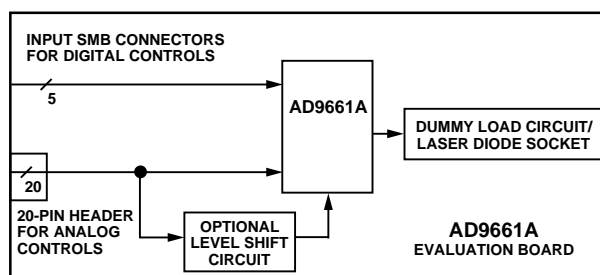 INPUT SMB CONNECTORS
FOR DIGITAL CONTROLS
5
AD9661A
DUMMY LOAD CIRCUIT/
LASER DIODE SOCKET
20
20-PIN HEADER
FOR ANALOG
CONTROLS
OPTIONAL
LEVEL SHIFT
CIRCUIT
AD9661A
EVALUATION BOARD